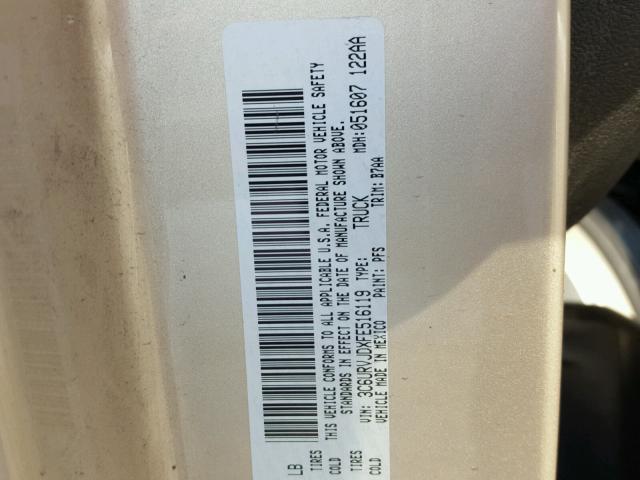 LB
TIRES
COLD
THIS VEHICLE CONFORMS TO ALL APPLICABLE U.S.A. FEDERAL MOTOR VEHICLE SAFETY
STANDARDS IN EFFECT ON THE DATE OF MANUFACTURE SHOWN ABOVE.
TIRES
COLD
VIN: 3C6URVJDXFE516119 TYPE: TRUCK MDH:051607 122AA
VEHICLE MADE IN MEXICO PAINT: PFS TRIM: B7AA